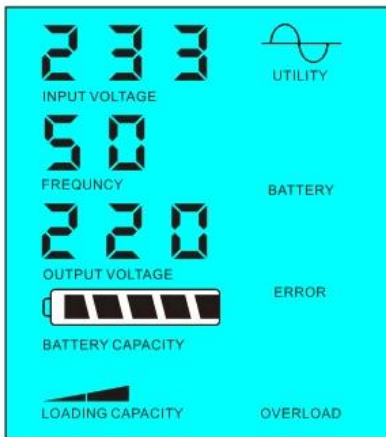 233
INPUT VOLTAGE
UTILITY
50
FREQUNCY
BATTERY
220
OUTPUT VOLTAGE
ERROR
BATTERY CAPACITY
LOADING CAPACITY
OVERLOAD